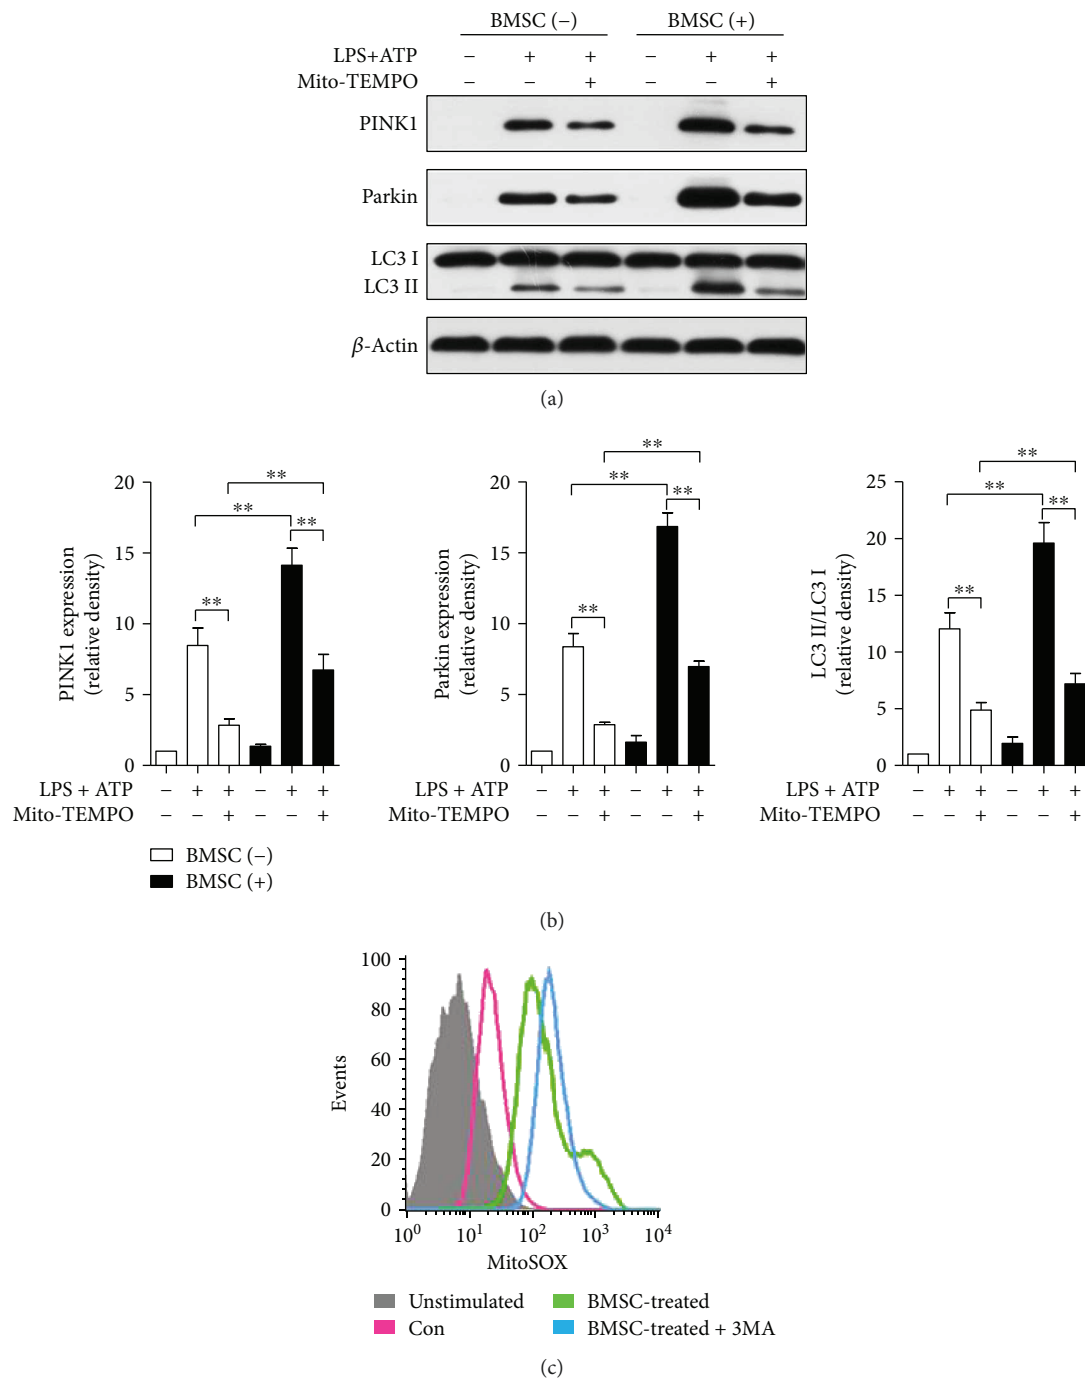 BMSC (−) BMSC (+)
LPS+ATP − + + − + +
Mito-TEMPO − − + − − +
PINK1
Parkin
LC3 I
LC3 II
β-Actin
(a)
PINK1 expression
(relative density)
20
15
10
5
0
** ** ** **
LPS + ATP − + + − + +
Mito-TEMPO − − + − − +
Parkin expression
(relative density)
20
15
10
5
0
** ** ** **
LPS + ATP − + + − + +
Mito-TEMPO − − + − − +
LC3 II/LC3 I
(relative density)
25
20
15
10
5
0
** ** ** **
LPS + ATP − + + − + +
Mito-TEMPO − − + − − +
BMSC (−)
BMSC (+)
(b)
Events
100
80
60
40
20
0
10⁰ 10¹ 10² 10³ 10⁴
MitoSOX
Unstimulated BMSC-treated
Con BMSC-treated + 3MA
(c)